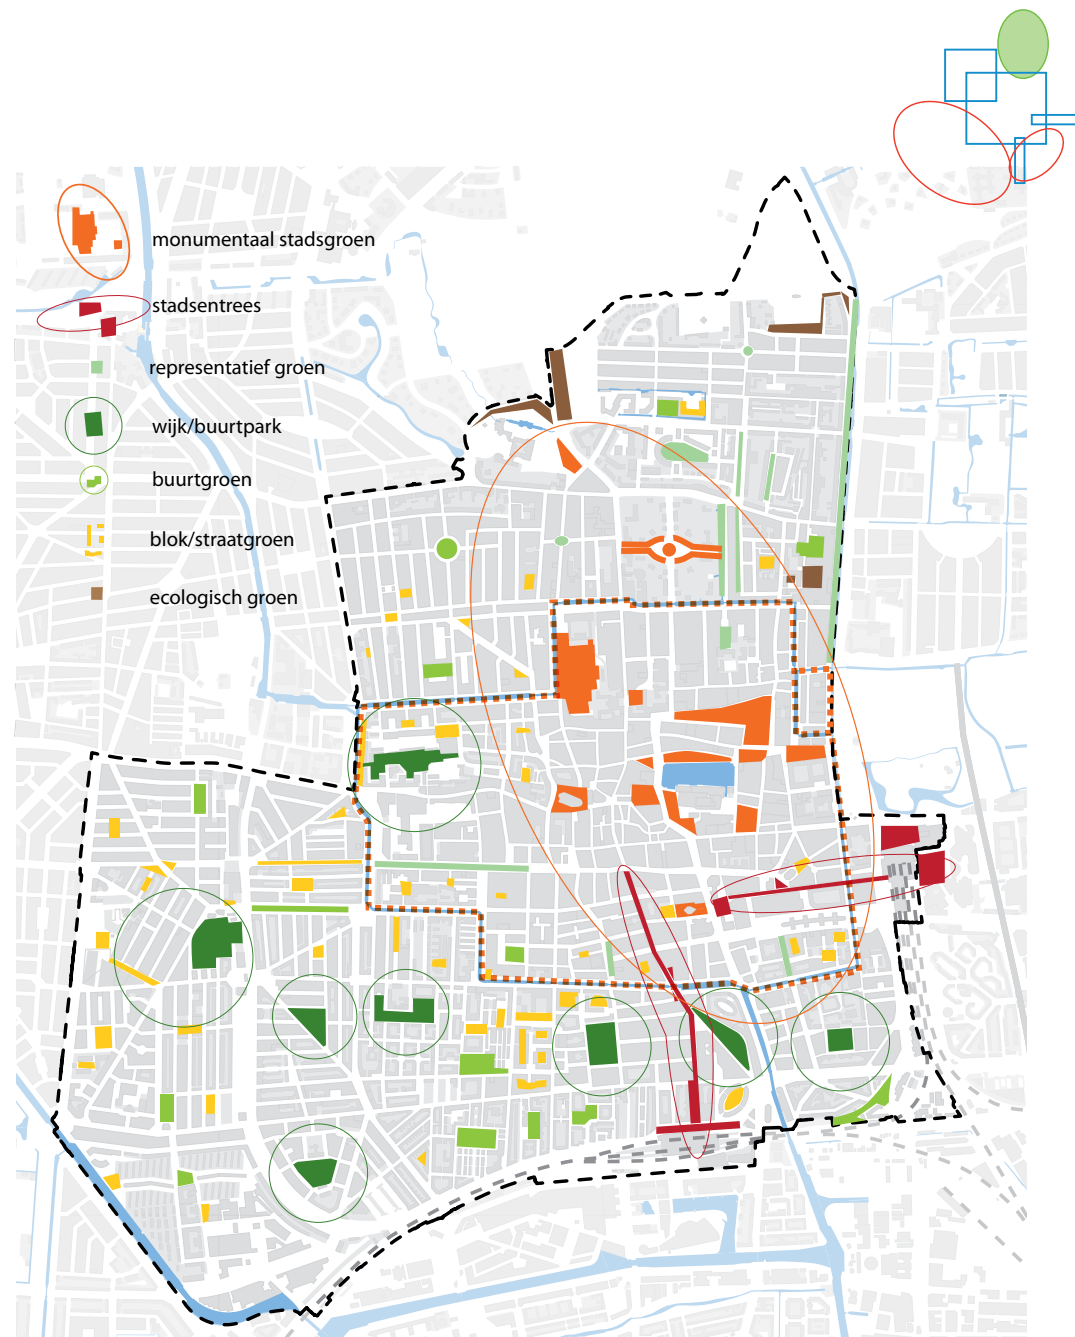 monumentaal stadsgroen
stadsentrees
representatief groen
wijk/buurtpark
buurtgroen
blok/straatgroen
ecologisch groen